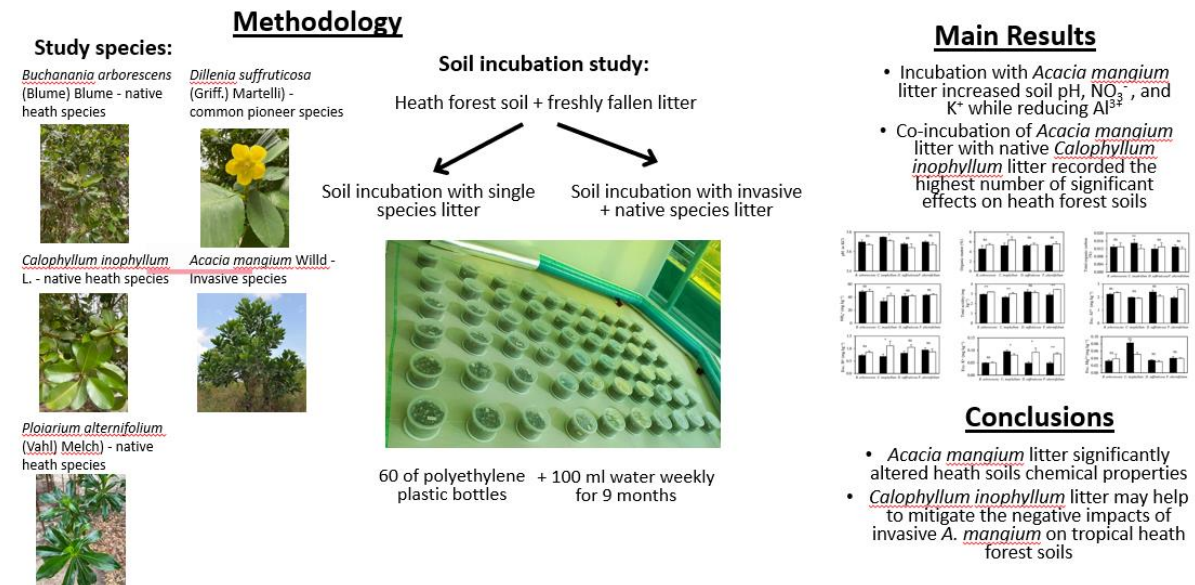 Methodology
Study species:
Buchanania arborescens
(Blume) Blume - native
heath species
Dillenia suffruticosa
(Griff.) Martelli) -
common pioneer species
Calophyllum inophyllum
L. - native heath species
Acacia mangium Willd -
Invasive species
Ploiarium alternifolium
(Vahl) Melch) - native
heath species
Soil incubation study:
Heath forest soil + freshly fallen litter
Soil incubation with single
species litter
Soil incubation with invasive
+ native species litter
60 of polyethylene
plastic bottles
+ 100 ml water weekly
for 9 months
Main Results
• Incubation with Acacia mangium
litter increased soil pH, NO₃⁻, and
K⁺ while reducing Al³⁺
• Co-incubation of Acacia mangium
litter with native Calophyllum
inophyllum litter recorded the
highest number of significant
effects on heath forest soils
Conclusions
• Acacia mangium litter significantly
altered heath soils chemical properties
• Calophyllum inophyllum litter may help
to mitigate the negative impacts of
invasive A. mangium on tropical heath
forest soils